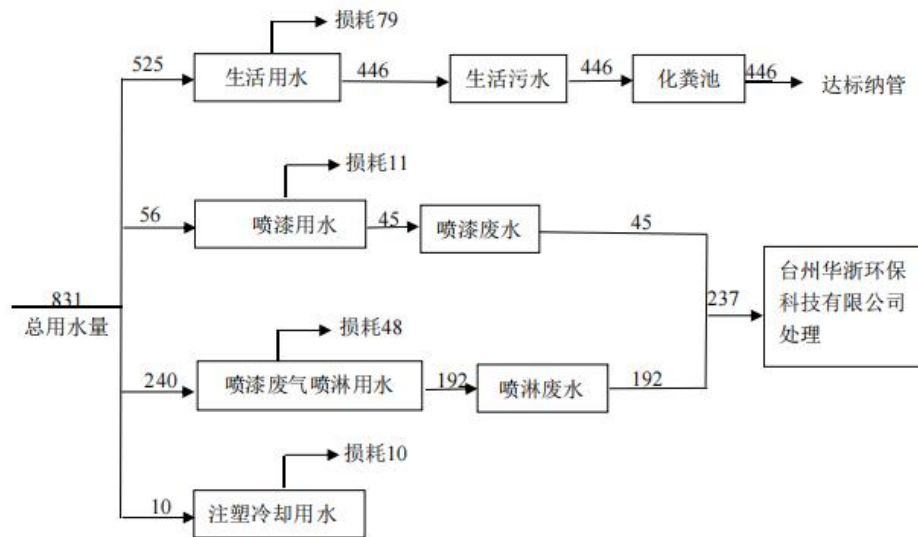 损耗79
525
生活用水
446
生活污水
446
化粪池
446
达标纳管
损耗11
56
喷漆用水
45
喷漆废水
45
831
总用水量
237
台州华浙环保
科技有限公司
处理
损耗48
240
喷漆废气喷淋用水
192
喷淋废水
192
损耗10
10
注塑冷却用水